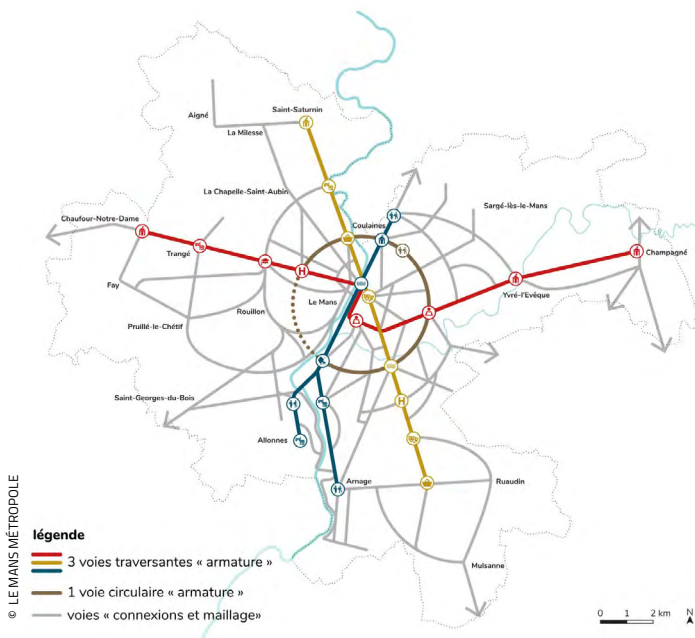 Saint-Saturnin
Aigné
La Milesse
La Chapelle-Saint-Aubin
Sargé-lès-le-Mans
Chaufour-Notre-Dame
Coulaines
Trangé
Champagné
H
Fay
Le Mans
Yvré-l'Evêque
Rouillon
Pruillé-le-Chétif
Saint-Georges-du-Bois
H
Allonnes
Arnage
Ruaudin
Mulsanne
légende
3 voies traversantes « armature »
1 voie circulaire « armature »
voies « connexions et maillage»
0 1 2 km
N
© LE MANS MÉTROPOLE